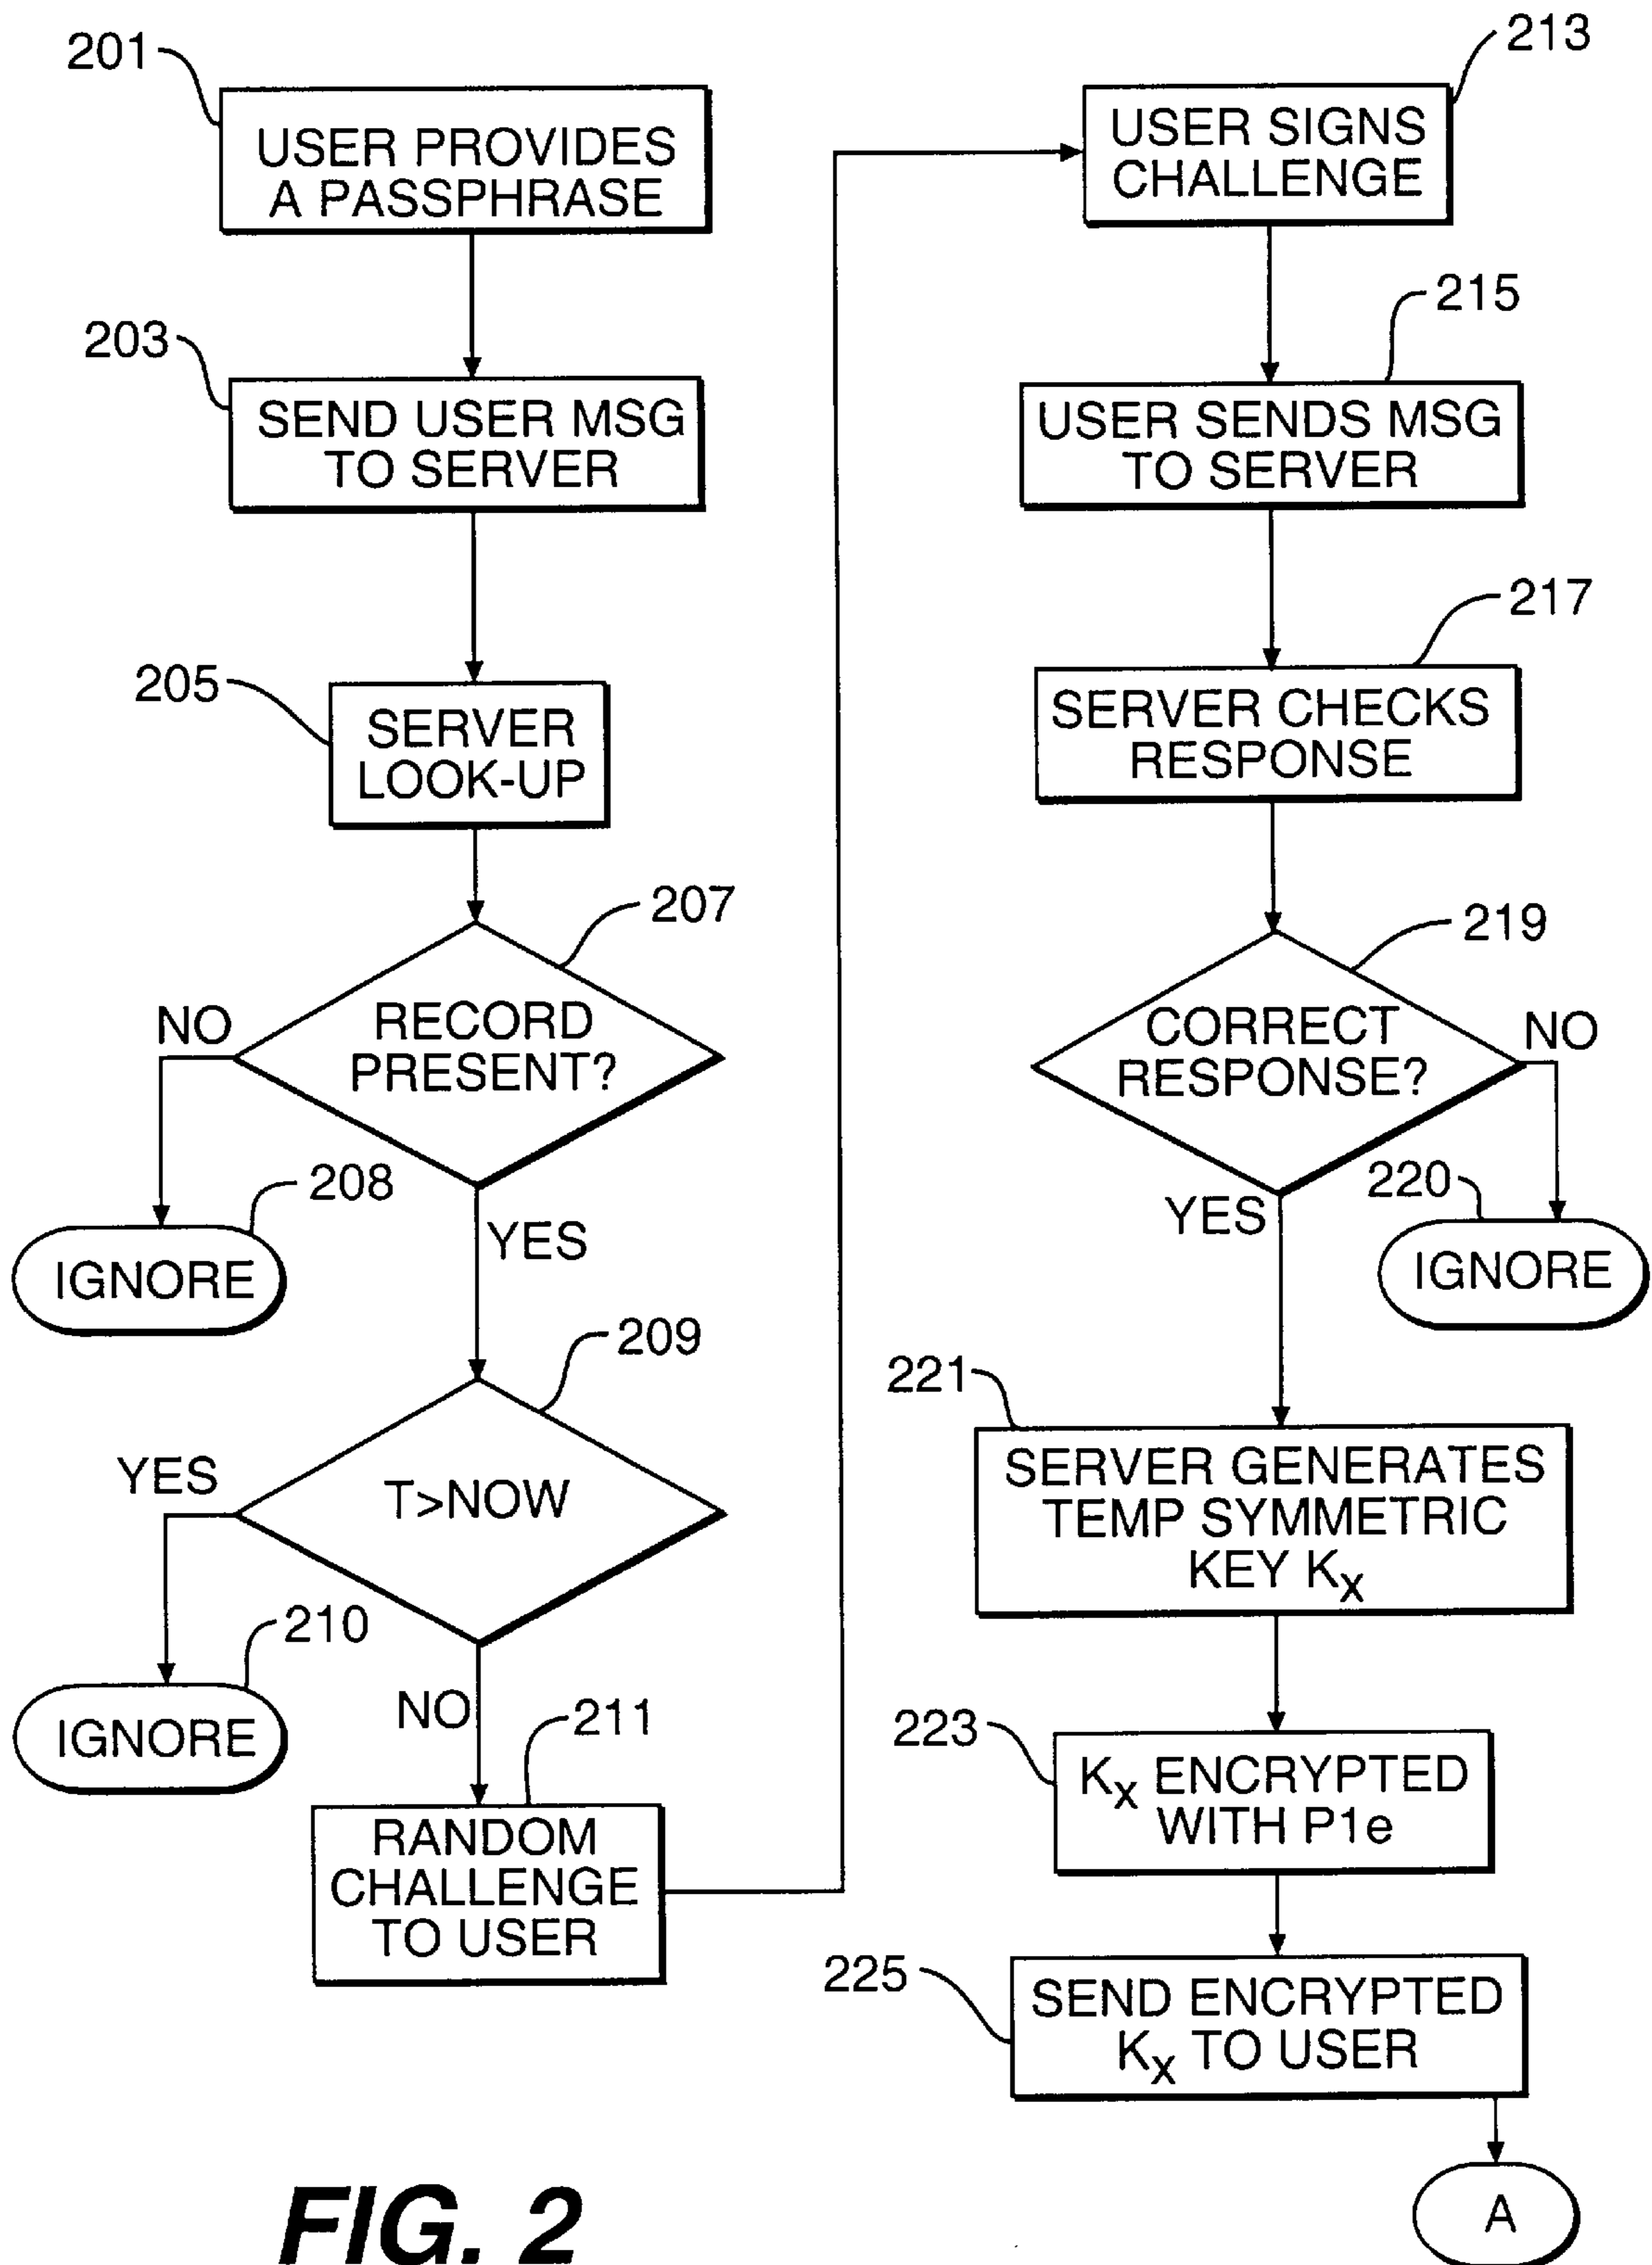 201
USER PROVIDES
A PASSPHRASE
203
SEND USER MSG
TO SERVER
205
SERVER
LOOK-UP
207
RECORD
PRESENT?
NO
208
IGNORE
YES
209
T>NOW
YES
210
IGNORE
NO
211
RANDOM
CHALLENGE
TO USER
213
USER SIGNS
CHALLENGE
215
USER SENDS MSG
TO SERVER
217
SERVER CHECKS
RESPONSE
219
CORRECT
RESPONSE?
NO
220
IGNORE
YES
221
SERVER GENERATES
TEMP SYMMETRIC
KEY Kx
223
Kx ENCRYPTED
WITH P1e
225
SEND ENCRYPTED
Kx TO USER
A
FIG. 2